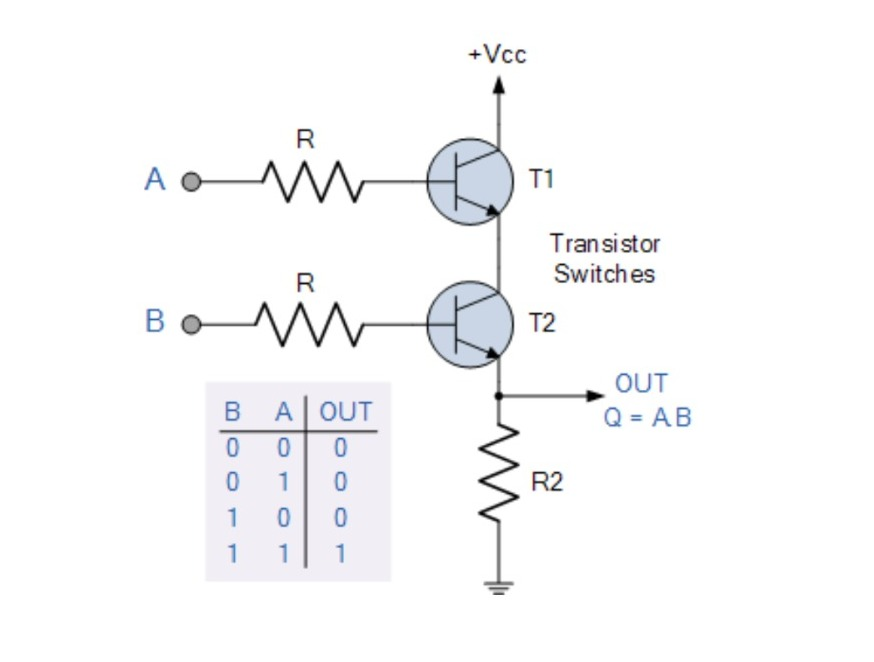 +Vcc
R
A
T1
Transistor
Switches
R
B
T2
OUT
Q = A.B
B A OUT
0 0 0
0 1 0
1 0 0
1 1 1
R2